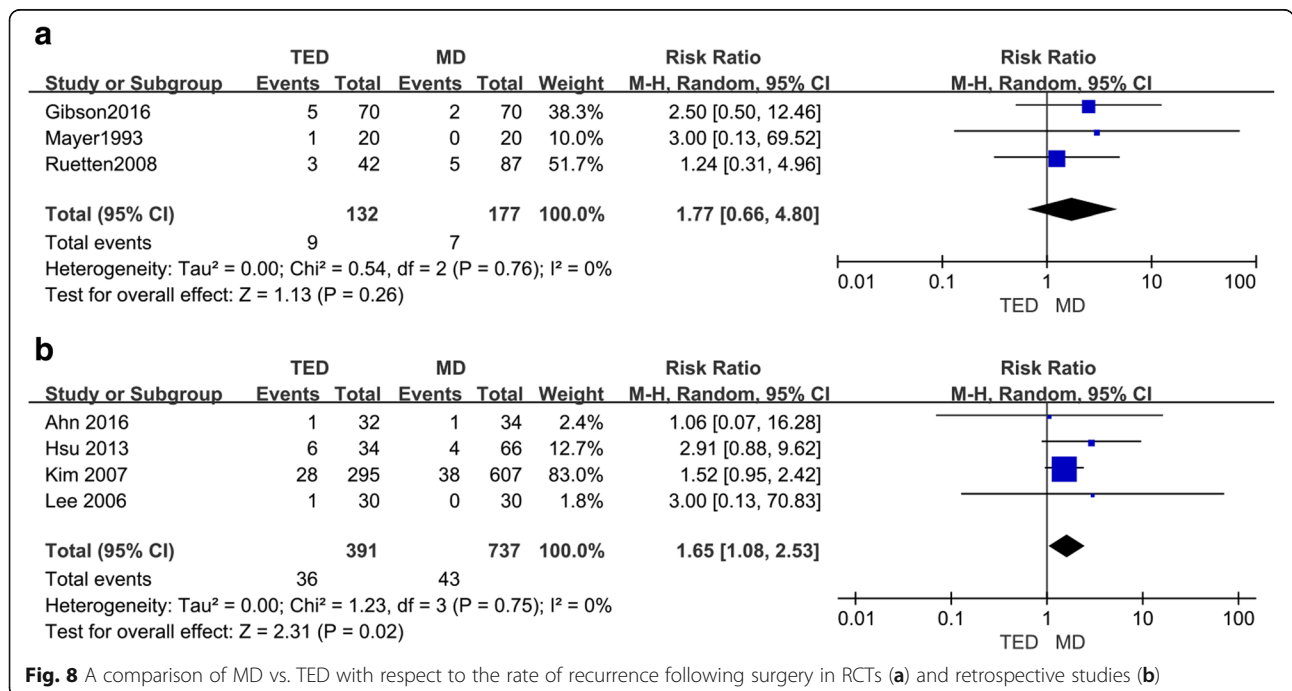 a
TED MD Risk Ratio Risk Ratio
Study or Subgroup Events Total Events Total Weight M-H, Random, 95% CI M-H, Random, 95% CI
Gibson2016 5 70 2 70 38.3% 2.50 [0.50, 12.46]
Mayer1993 1 20 0 20 10.0% 3.00 [0.13, 69.52]
Ruetten2008 3 42 5 87 51.7% 1.24 [0.31, 4.96]
Total (95% CI) 132 177 100.0% 1.77 [0.66, 4.80]
Total events 9 7
Heterogeneity: Tau² = 0.00; Chi² = 0.54, df = 2 (P = 0.76); I² = 0%
Test for overall effect: Z = 1.13 (P = 0.26)
0.01 0.1 1 10 100
TED MD
b
TED MD Risk Ratio Risk Ratio
Study or Subgroup Events Total Events Total Weight M-H, Random, 95% CI M-H, Random, 95% CI
Ahn 2016 1 32 1 34 2.4% 1.06 [0.07, 16.28]
Hsu 2013 6 34 4 66 12.7% 2.91 [0.88, 9.62]
Kim 2007 28 295 38 607 83.0% 1.52 [0.95, 2.42]
Lee 2006 1 30 0 30 1.8% 3.00 [0.13, 70.83]
Total (95% CI) 391 737 100.0% 1.65 [1.08, 2.53]
Total events 36 43
Heterogeneity: Tau² = 0.00; Chi² = 1.23, df = 3 (P = 0.75); I² = 0%
Test for overall effect: Z = 2.31 (P = 0.02)
0.01 0.1 1 10 100
TED MD
Fig. 8 A comparison of MD vs. TED with respect to the rate of recurrence following surgery in RCTs (a) and retrospective studies (b)